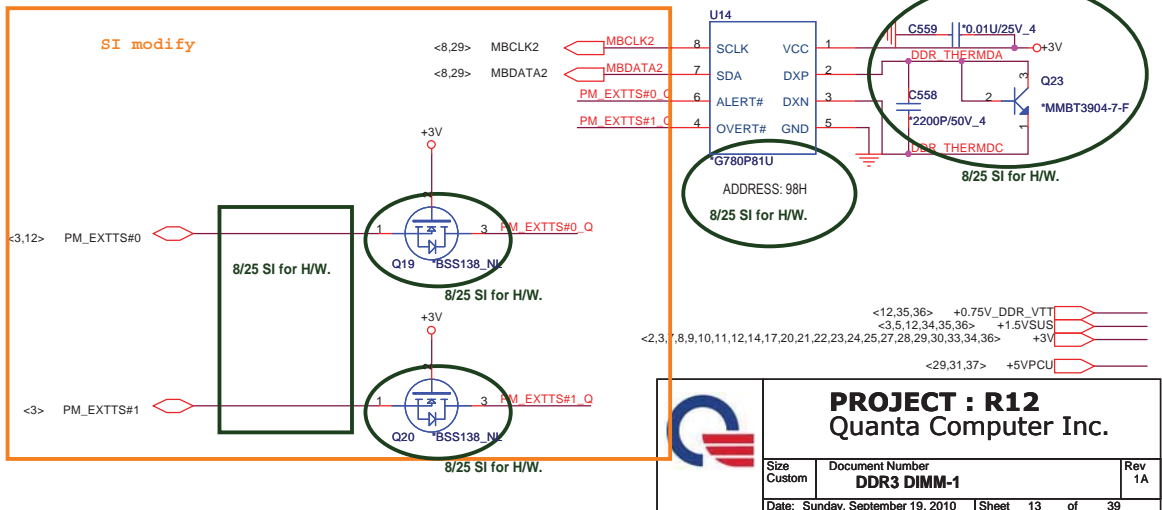 SI modify
<8,29> MBCLK2
MBCLK2
<8,29> MBDATA2
MBDATA2
PM_EXTTS#0_Q
PM_EXTTS#1_Q
U14
8 SCLK VCC 1
7 SDA DXP 2
6 ALERT# DXN 3
4 OVERT# GND 5
*G780P81U
ADDRESS: 98H
8/25 SI for H/W.
C559 *0.01U/25V_4
+3V
DDR_THERMDA
C558
*2200P/50V_4
DDR_THERMDC
Q23
3
2
1
*MMBT3904-7-F
8/25 SI for H/W.
+3V
2
<3,12> PM_EXTTS#0
1
3 PM_EXTTS#0_Q
Q19 *BSS138_NL
8/25 SI for H/W.
8/25 SI for H/W.
+3V
2
<3> PM_EXTTS#1
1
3 PM_EXTTS#1_Q
Q20 *BSS138_NL
8/25 SI for H/W.
<12,35,36> +0.75V_DDR_VTT
<3,5,12,34,35,36> +1.5VSUS
<2,3,7,8,9,10,11,12,14,17,20,21,22,23,24,25,27,28,29,30,33,34,36> +3V
<29,31,37> +5VPCU
PROJECT : R12
Quanta Computer Inc.
Size
Custom
Document Number
DDR3 DIMM-1
Rev
1A
Date: Sunday, September 19, 2010 Sheet 13 of 39